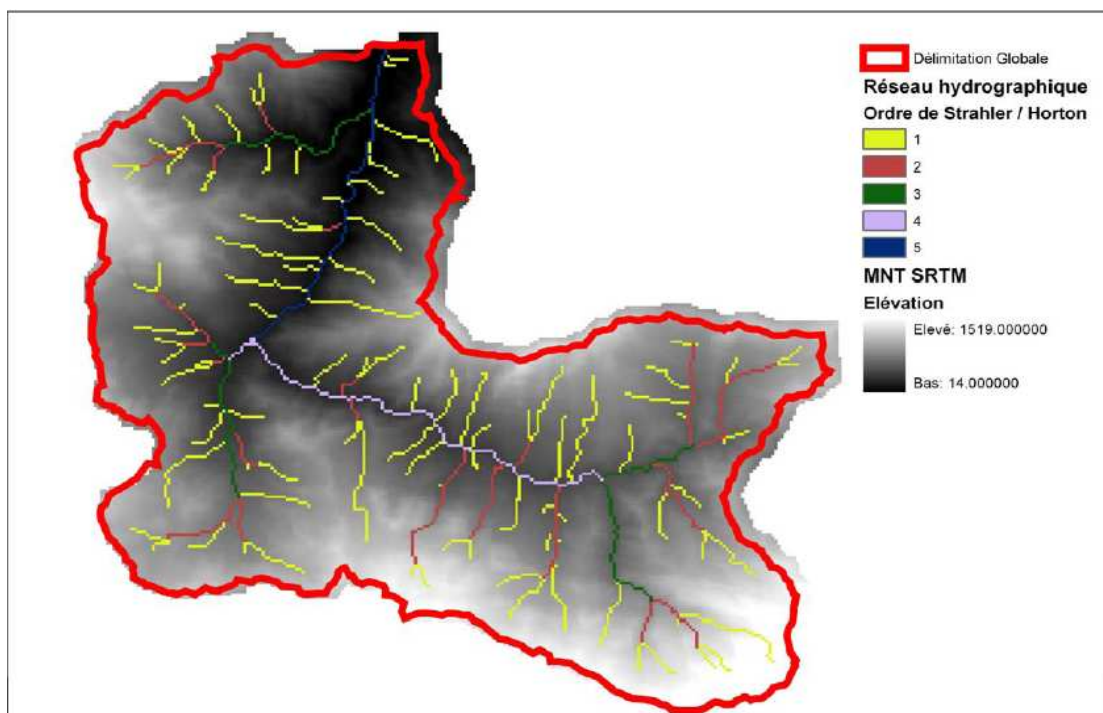 Délimitation Globale
Réseau hydrographique
Ordre de Strahler / Horton
1
2
3
4
5
MNT SRTM
Elévation
Elevé: 1519.000000
Bas: 14.000000